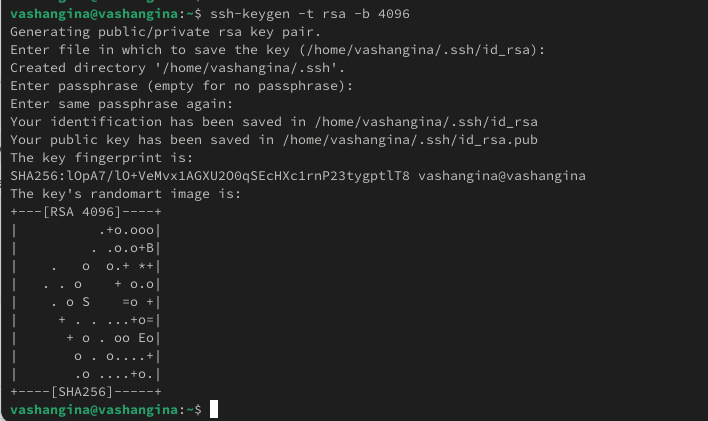 vashangina@vashangina:~$ ssh-keygen -t rsa -b 4096
Generating public/private rsa key pair.
Enter file in which to save the key (/home/vashangina/.ssh/id_rsa):
Created directory '/home/vashangina/.ssh'.
Enter passphrase (empty for no passphrase):
Enter same passphrase again:
Your identification has been saved in /home/vashangina/.ssh/id_rsa
Your public key has been saved in /home/vashangina/.ssh/id_rsa.pub
The key fingerprint is:
SHA256:lOpA7/lO+VeMvx1AGXU2O0qSEcHXc1rnP23tygptlT8 vashangina@vashangina
The key's randomart image is:
+---[RSA 4096]----+
|          .+o.ooo|
|         . .o.o+B|
|    .   o  o.+ *+|
|   . . o    + o.o|
|    . o S    =o +|
|     + . . ...+o=|
|      + o . oo Eo|
|       o . o....+|
|       .o ....+o.|
+----[SHA256]-----+
vashangina@vashangina:~$